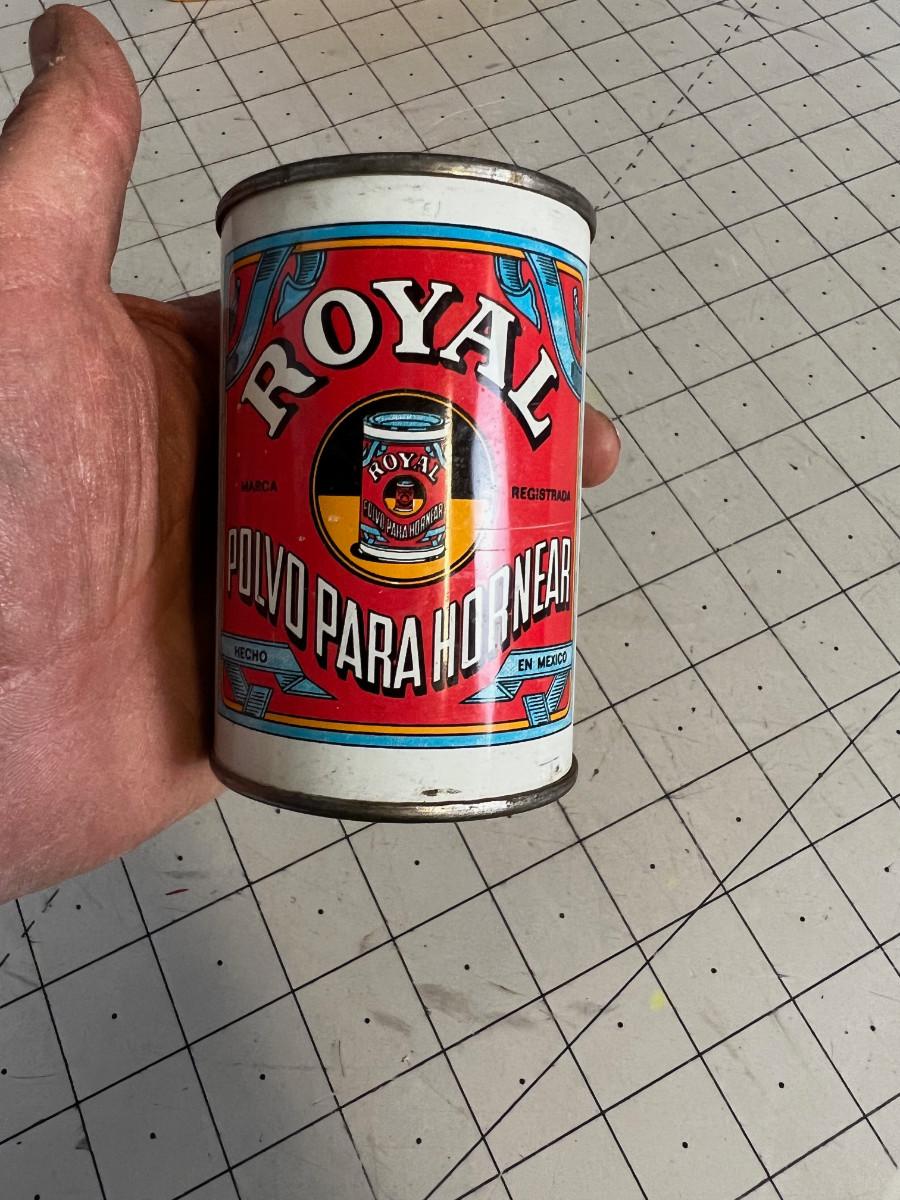 ROYAL
ROYAL
POLVO PARA HORNEAR
MARCA
REGISTRADA
POLVO PARA HORNEAR
HECHO
EN MEXICO